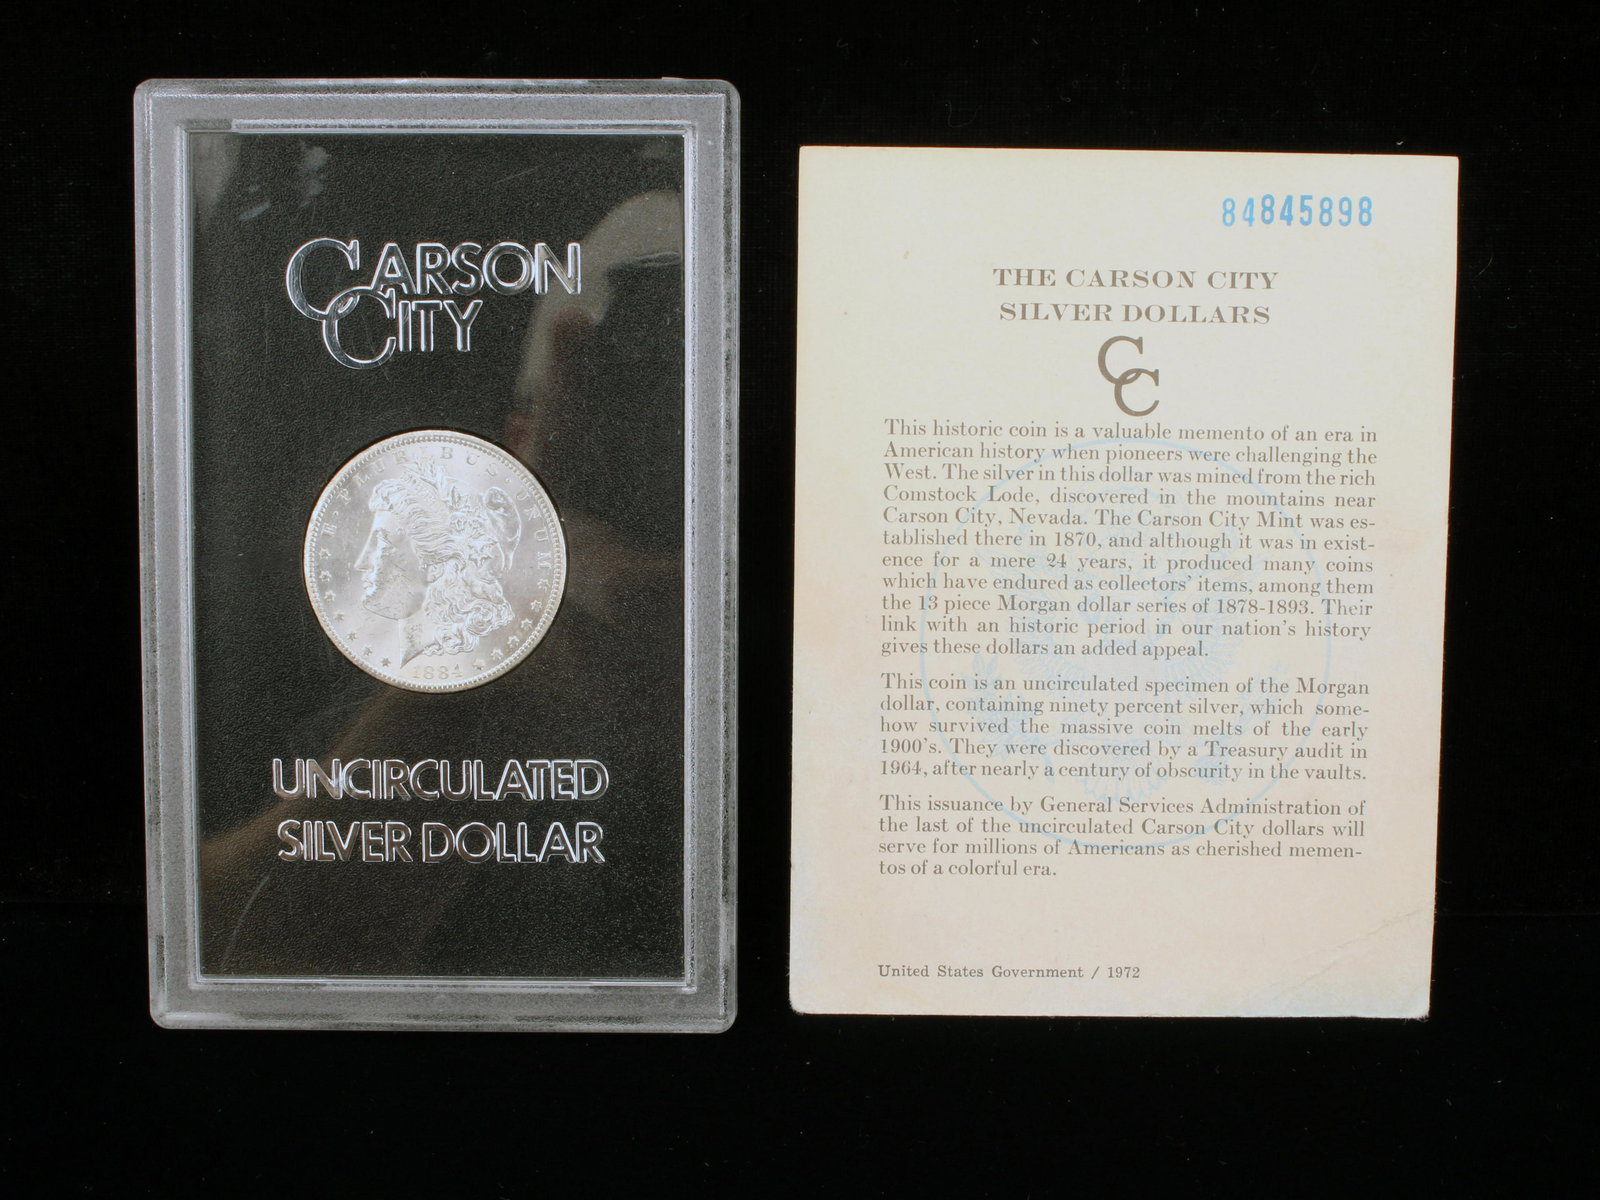 CARSON
CITY
E·PLURIBUS·UNUM
1884
UNCIRCULATED
SILVER DOLLAR
84845898
THE CARSON CITY
SILVER DOLLARS
CC
This historic coin is a valuable memento of an era in
American history when pioneers were challenging the
West. The silver in this dollar was mined from the rich
Comstock Lode, discovered in the mountains near
Carson City, Nevada. The Carson City Mint was es-
tablished there in 1870, and although it was in exist-
ence for a mere 24 years, it produced many coins
which have endured as collectors' items, among them
the 13 piece Morgan dollar series of 1878-1893. Their
link with an historic period in our nation's history
gives these dollars an added appeal.
This coin is an uncirculated specimen of the Morgan
dollar, containing ninety percent silver, which some-
how survived the massive coin melts of the early
1900's. They were discovered by a Treasury audit in
1964, after nearly a century of obscurity in the vaults.
This issuance by General Services Administration of
the last of the uncirculated Carson City dollars will
serve for millions of Americans as cherished memen-
tos of a colorful era.
United States Government / 1972